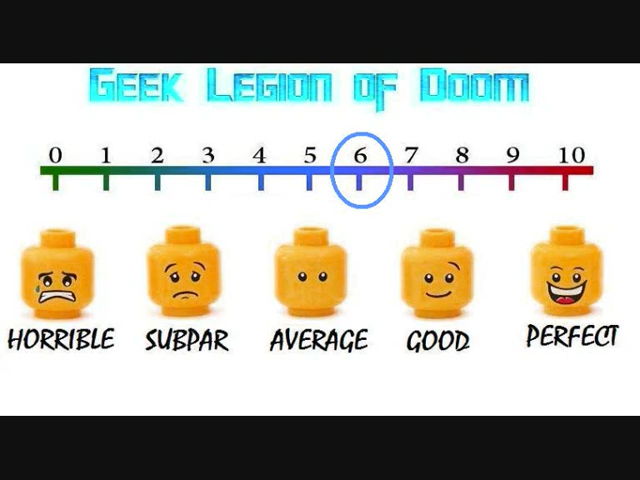 GEEK LEGION OF DOOM
0 1 2 3 4 5 6 7 8 9 10
HORRIBLE SUBPAR AVERAGE GOOD PERFECT